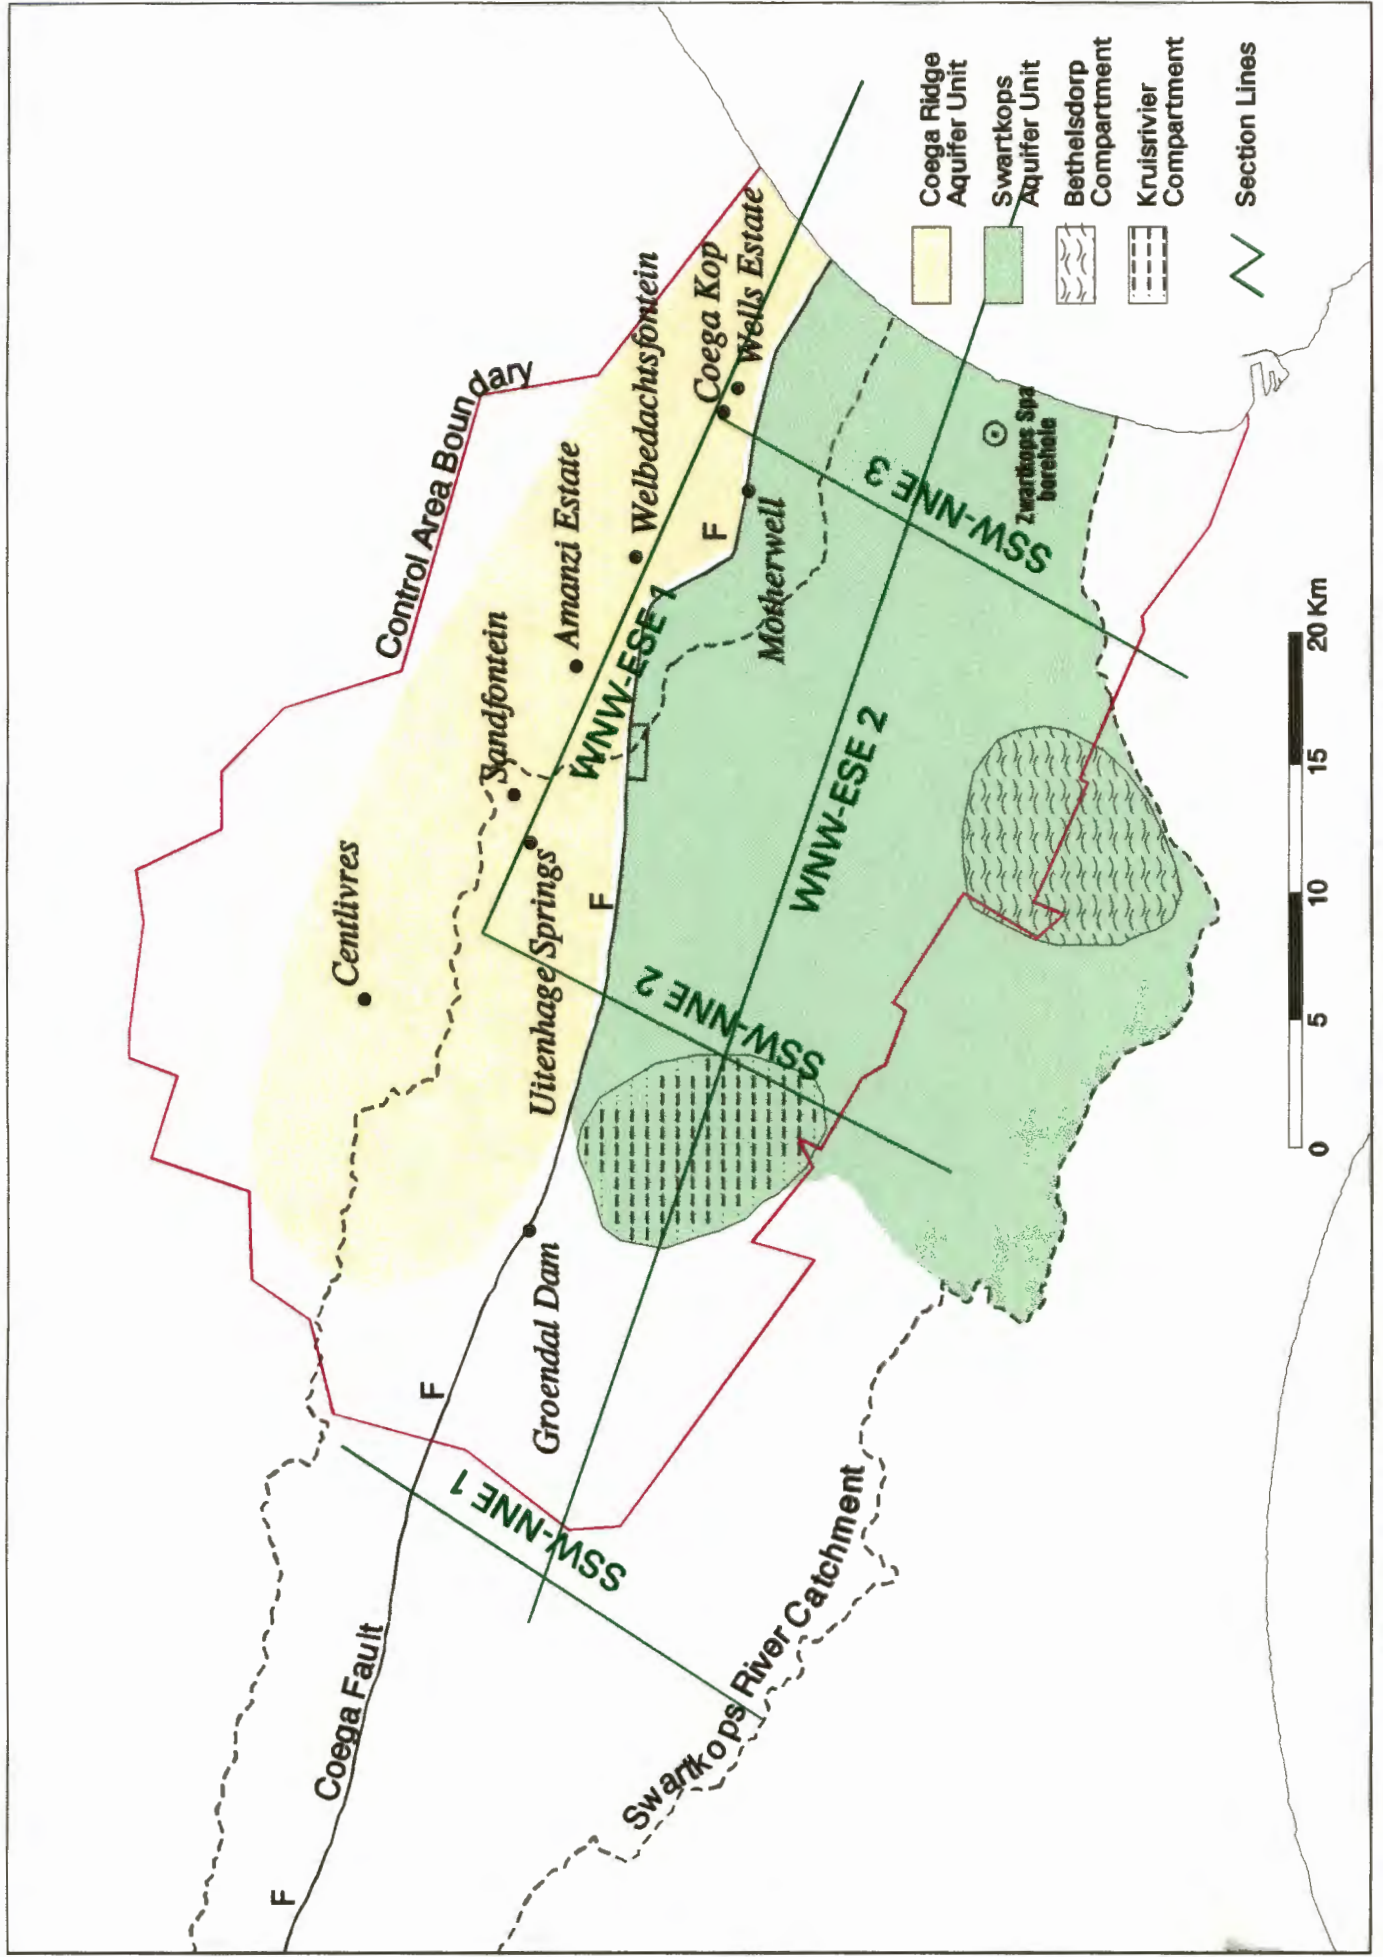 Control Area Boundary
Centlivres
Sandfontein
Amanzi Estate
Welbedachtsfontein
Coega Kop
Wells Estate
Uitenhage Springs
Groendal Dam
Motherwell
Zwartkops Spa
borehole
Coega Fault
F
F
F
F
Swartkops River Catchment
WNW-ESE 1
WNW-ESE 2
SSW-NNE 1
SSW-NNE 2
SSW-NNE 3
Coega Ridge
Aquifer Unit
Swartkops
Aquifer Unit
Bethelsdorp
Compartment
Kruisrivier
Compartment
Section Lines
0 5 10 15 20 Km